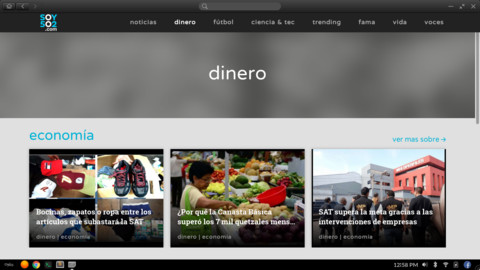 SOY
502
.com
noticias dinero fútbol ciencia & tec trending fama vida voces
dinero
economía
ver mas sobre →
Bocinas, zapatos o ropa entre los
artículos que subastará la SAT
dinero | economía
¿Por qué la Canasta Básica
superó los 7 mil quetzales mens...
dinero | economía
SAT supera la meta gracias a las
intervenciones de empresas
dinero | economía
12:58 PM